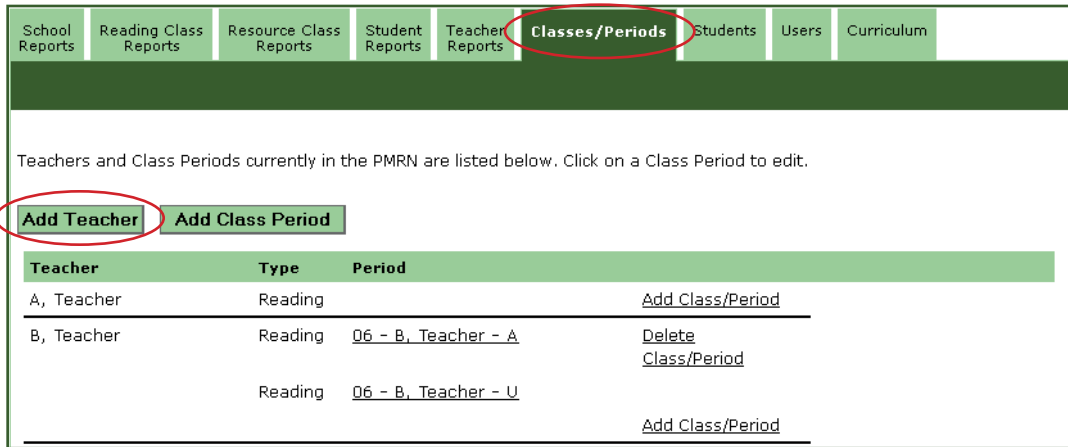 School Reports Reading Class Reports Resource Class Reports Student Reports Teacher Reports Classes/Periods Students Users Curriculum
Teachers and Class Periods currently in the PMRN are listed below. Click on a Class Period to edit.
Add Teacher Add Class Period
Teacher Type Period
A, Teacher Reading Add Class/Period
B, Teacher Reading 06 - B, Teacher - A Delete
Class/Period
Reading 06 - B, Teacher - U
Add Class/Period